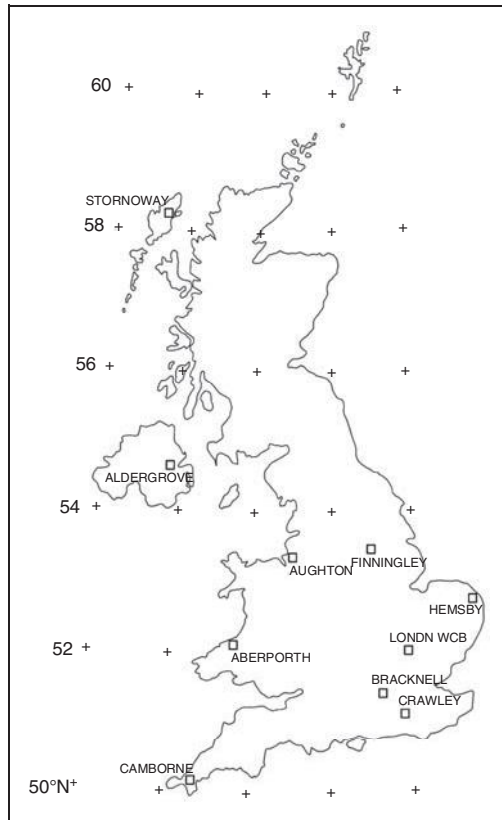 60
STORNOWAY
58
56
ALDERGROVE
54
FINNINGLEY
AUGHTON
HEMSBY
LONDN WCB
52
ABERPORTH
BRACKNELL
CRAWLEY
CAMBORNE
50°N